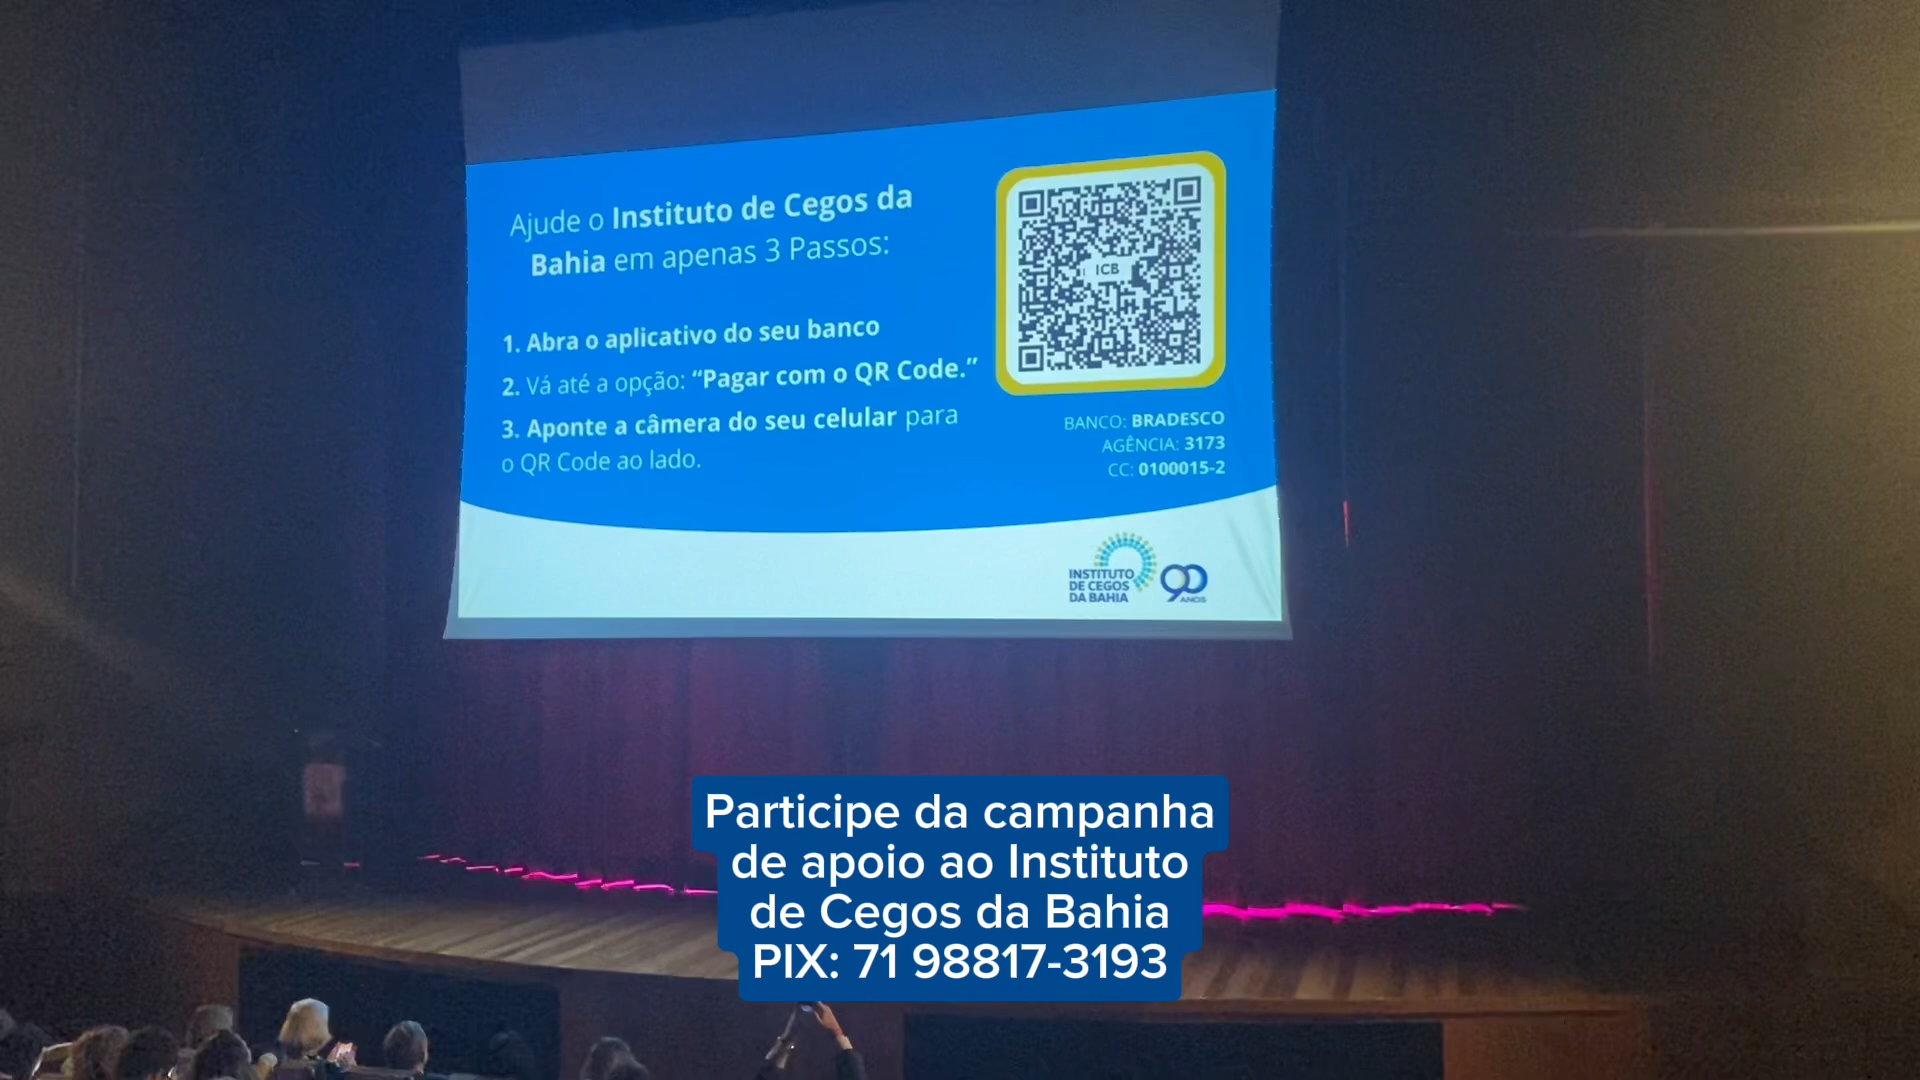 Ajude o Instituto de Cegos da
Bahia em apenas 3 Passos:
1. Abra o aplicativo do seu banco
2. Vá até a opção: “Pagar com o QR Code.”
3. Aponte a câmera do seu celular para
o QR Code ao lado.
ICB
BANCO: BRADESCO
AGÊNCIA: 3173
CC: 0100015-2
INSTITUTO
DE CEGOS
DA BAHIA
90
ANOS
Participe da campanha
de apoio ao Instituto
de Cegos da Bahia
PIX: 71 98817-3193